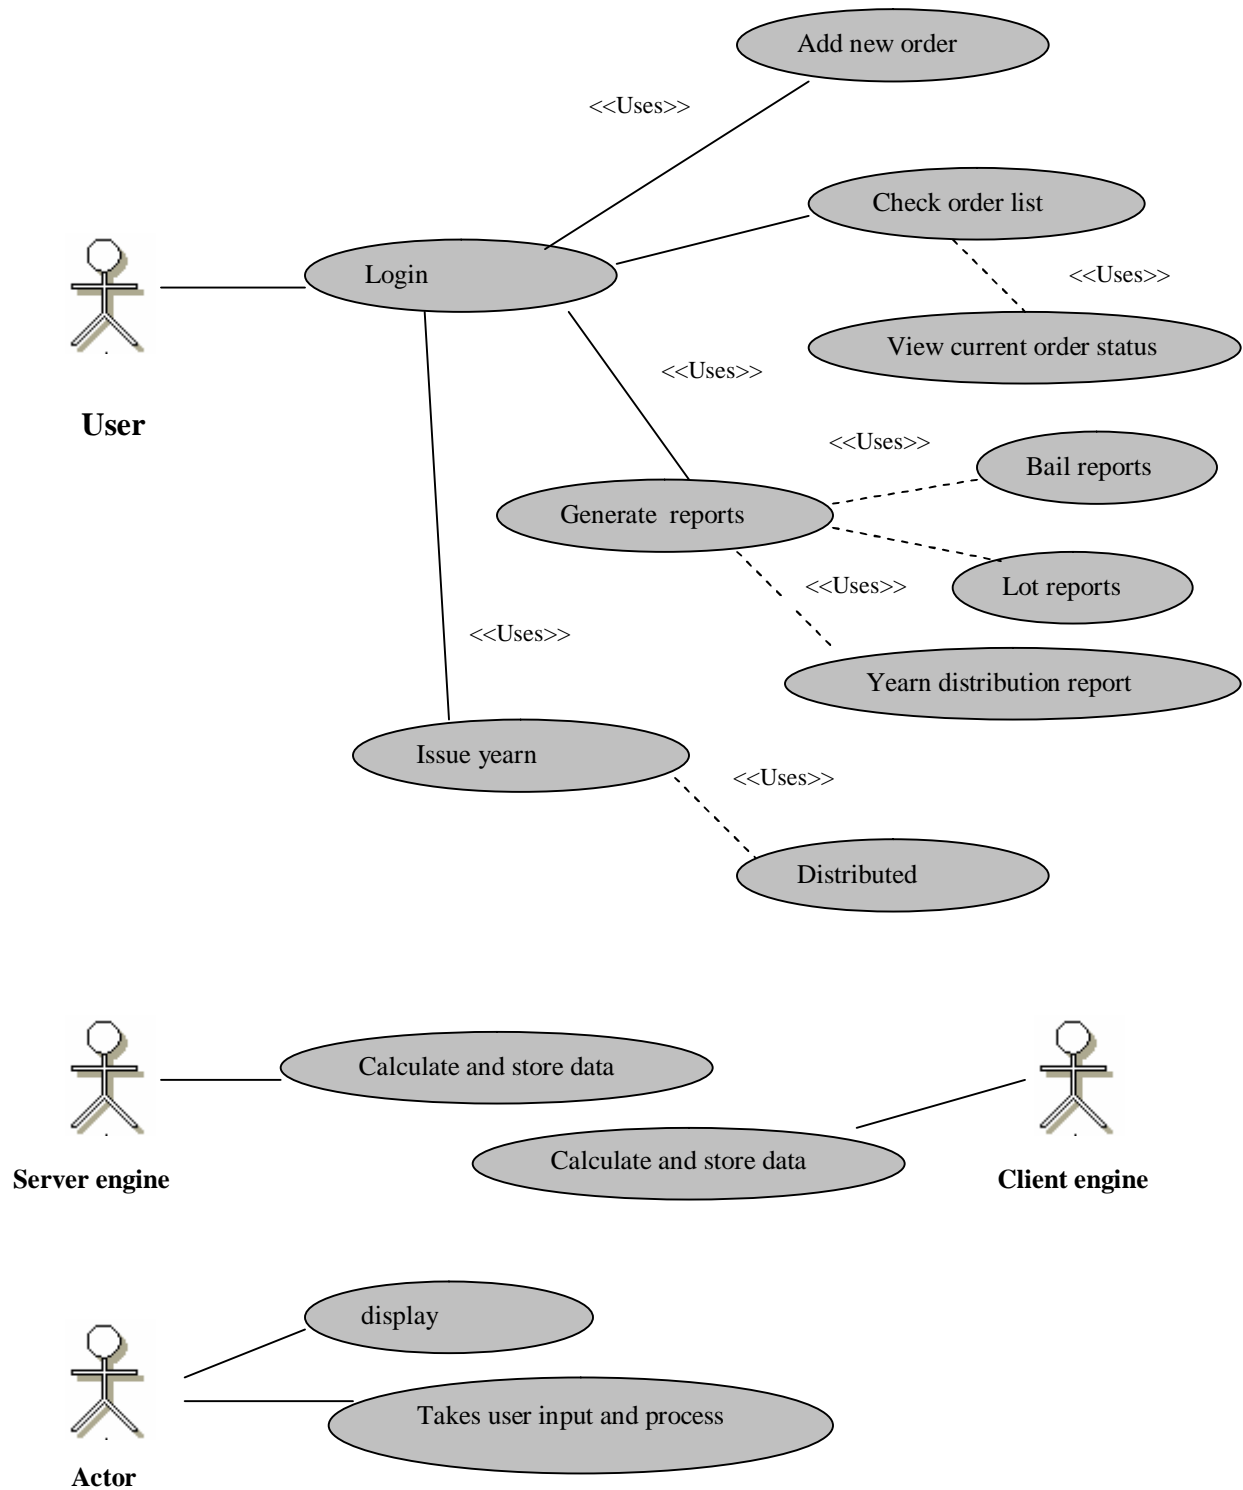 Add new order
<<Uses>>
Check order list
Login
<<Uses>>
View current order status
<<Uses>>
User
<<Uses>>
Bail reports
Generate  reports
<<Uses>>
Lot reports
<<Uses>>
Yearn distribution report
Issue yearn
<<Uses>>
Distributed
Calculate and store data
Calculate and store data
Server engine
Client engine
display
Takes user input and process
Actor